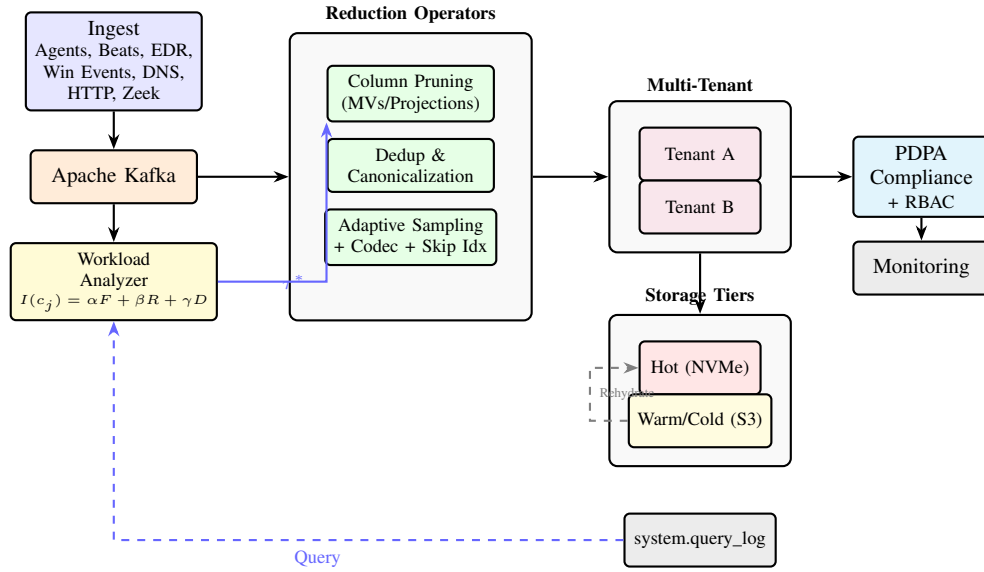 Ingest
Agents, Beats, EDR,
Win Events, DNS,
HTTP, Zeek
Apache Kafka
Workload
Analyzer
I(c_j) = αF + βR + γD
Reduction Operators
Column Pruning
(MVs/Projections)
Dedup &
Canonicalization
Adaptive Sampling
+ Codec + Skip Idx
Multi-Tenant
Tenant A
Tenant B
Storage Tiers
Hot (NVMe)
Rehydrate
Warm/Cold (S3)
PDPA
Compliance
+ RBAC
Monitoring
system.query_log
Query